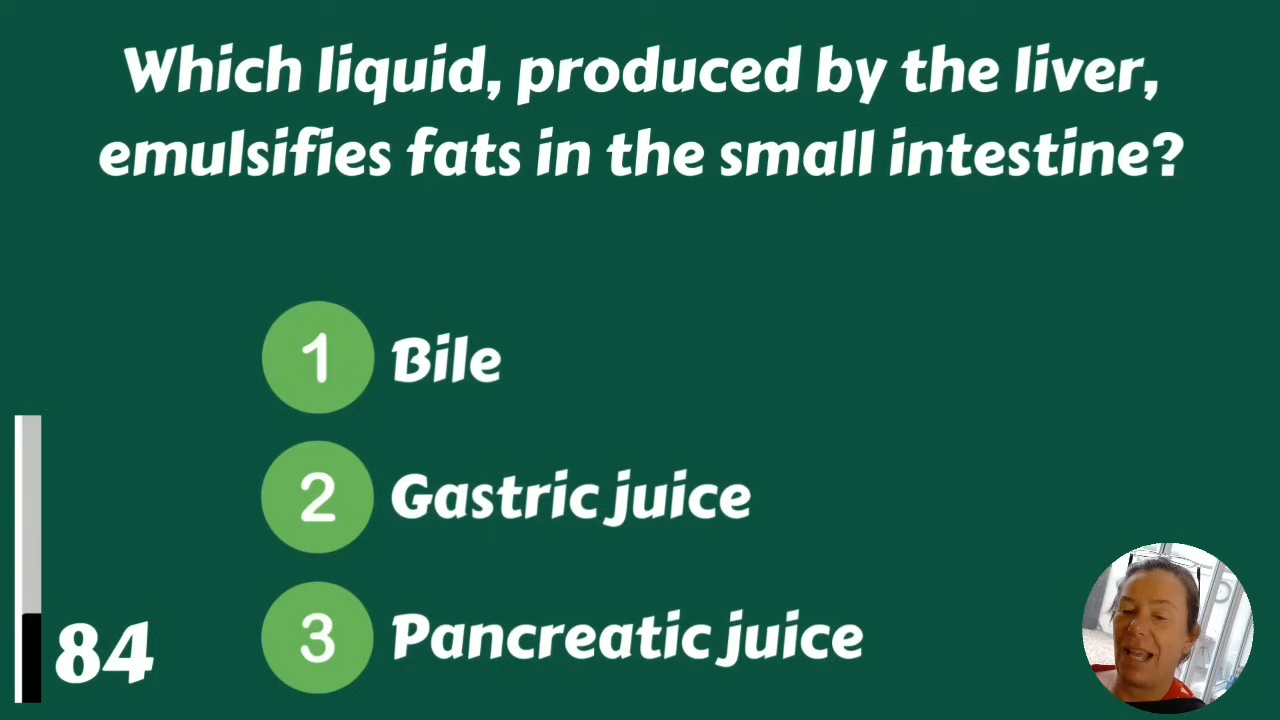 Which liquid, produced by the liver,
emulsifies fats in the small intestine?
1 Bile
2 Gastric juice
3 Pancreatic juice
84